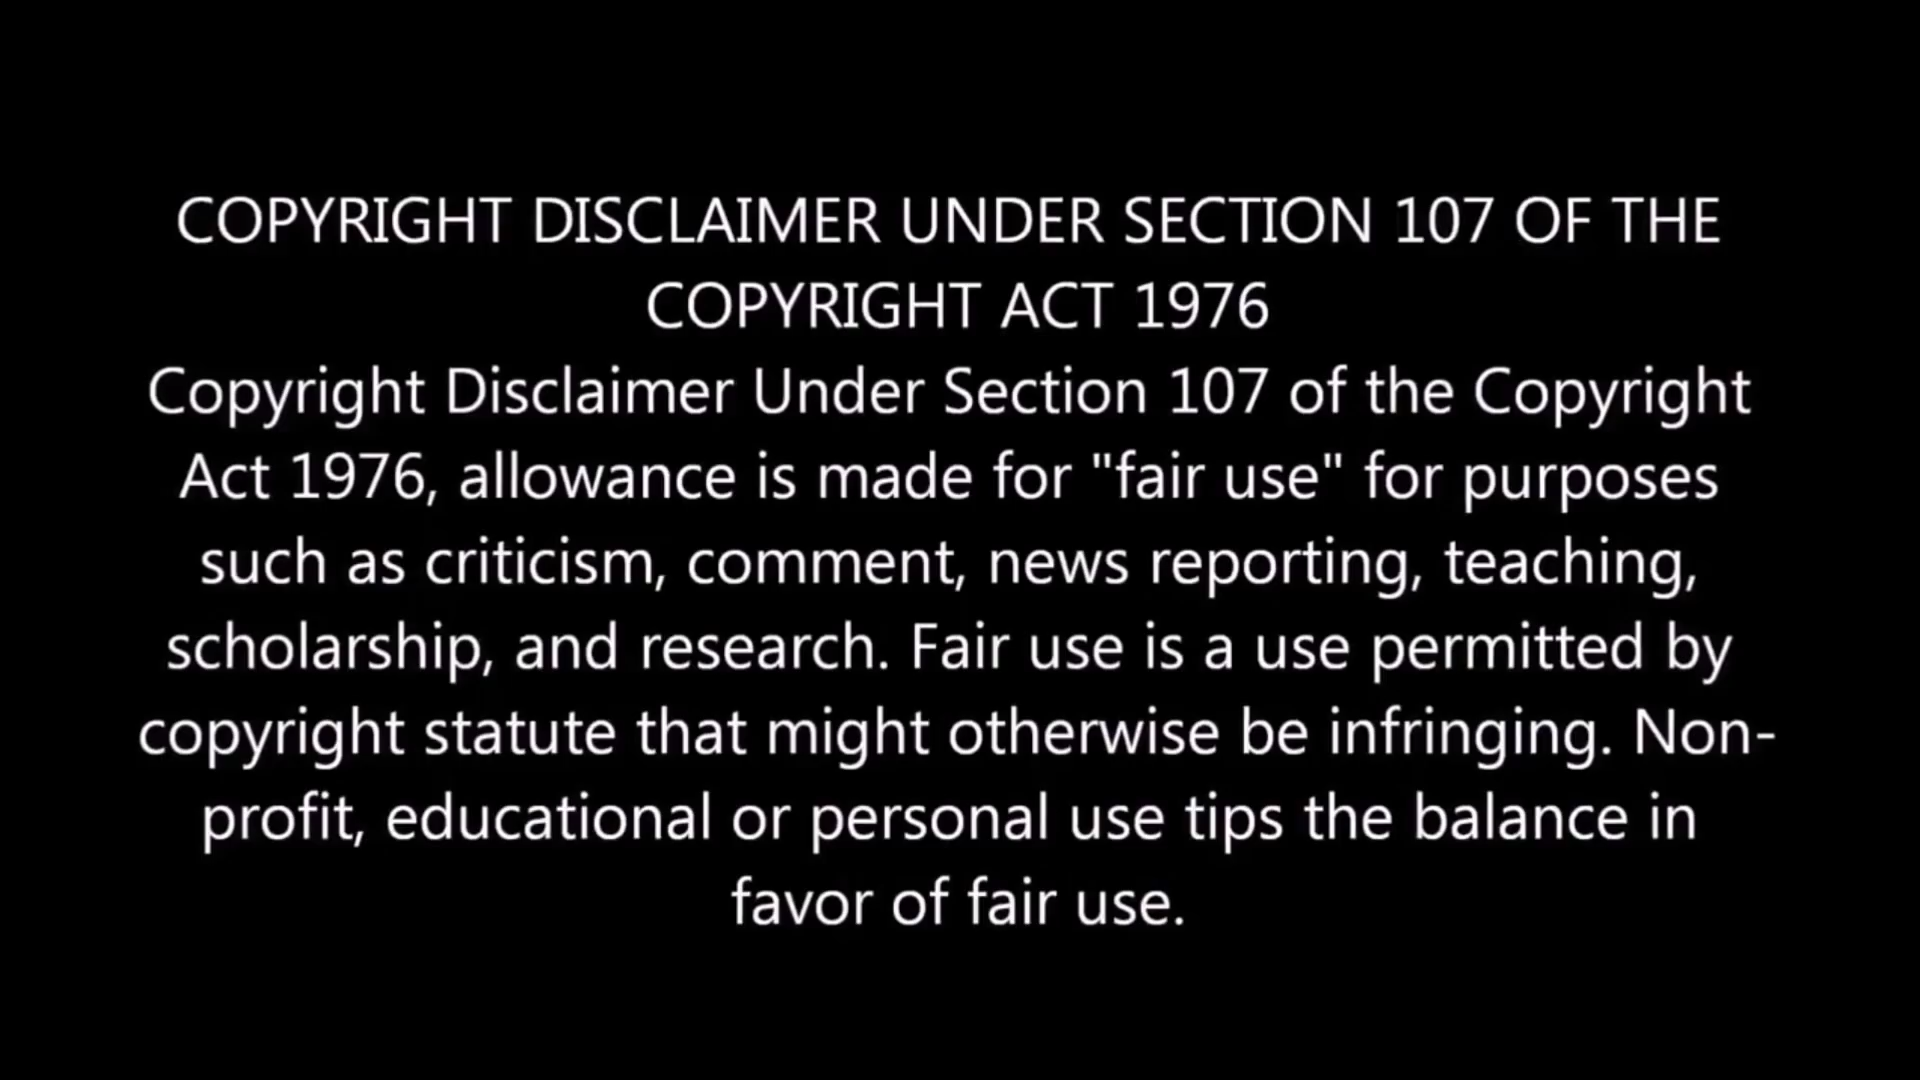 COPYRIGHT DISCLAIMER UNDER SECTION 107 OF THE
COPYRIGHT ACT 1976
Copyright Disclaimer Under Section 107 of the Copyright
Act 1976, allowance is made for "fair use" for purposes
such as criticism, comment, news reporting, teaching,
scholarship, and research. Fair use is a use permitted by
copyright statute that might otherwise be infringing. Non-
profit, educational or personal use tips the balance in
favor of fair use.